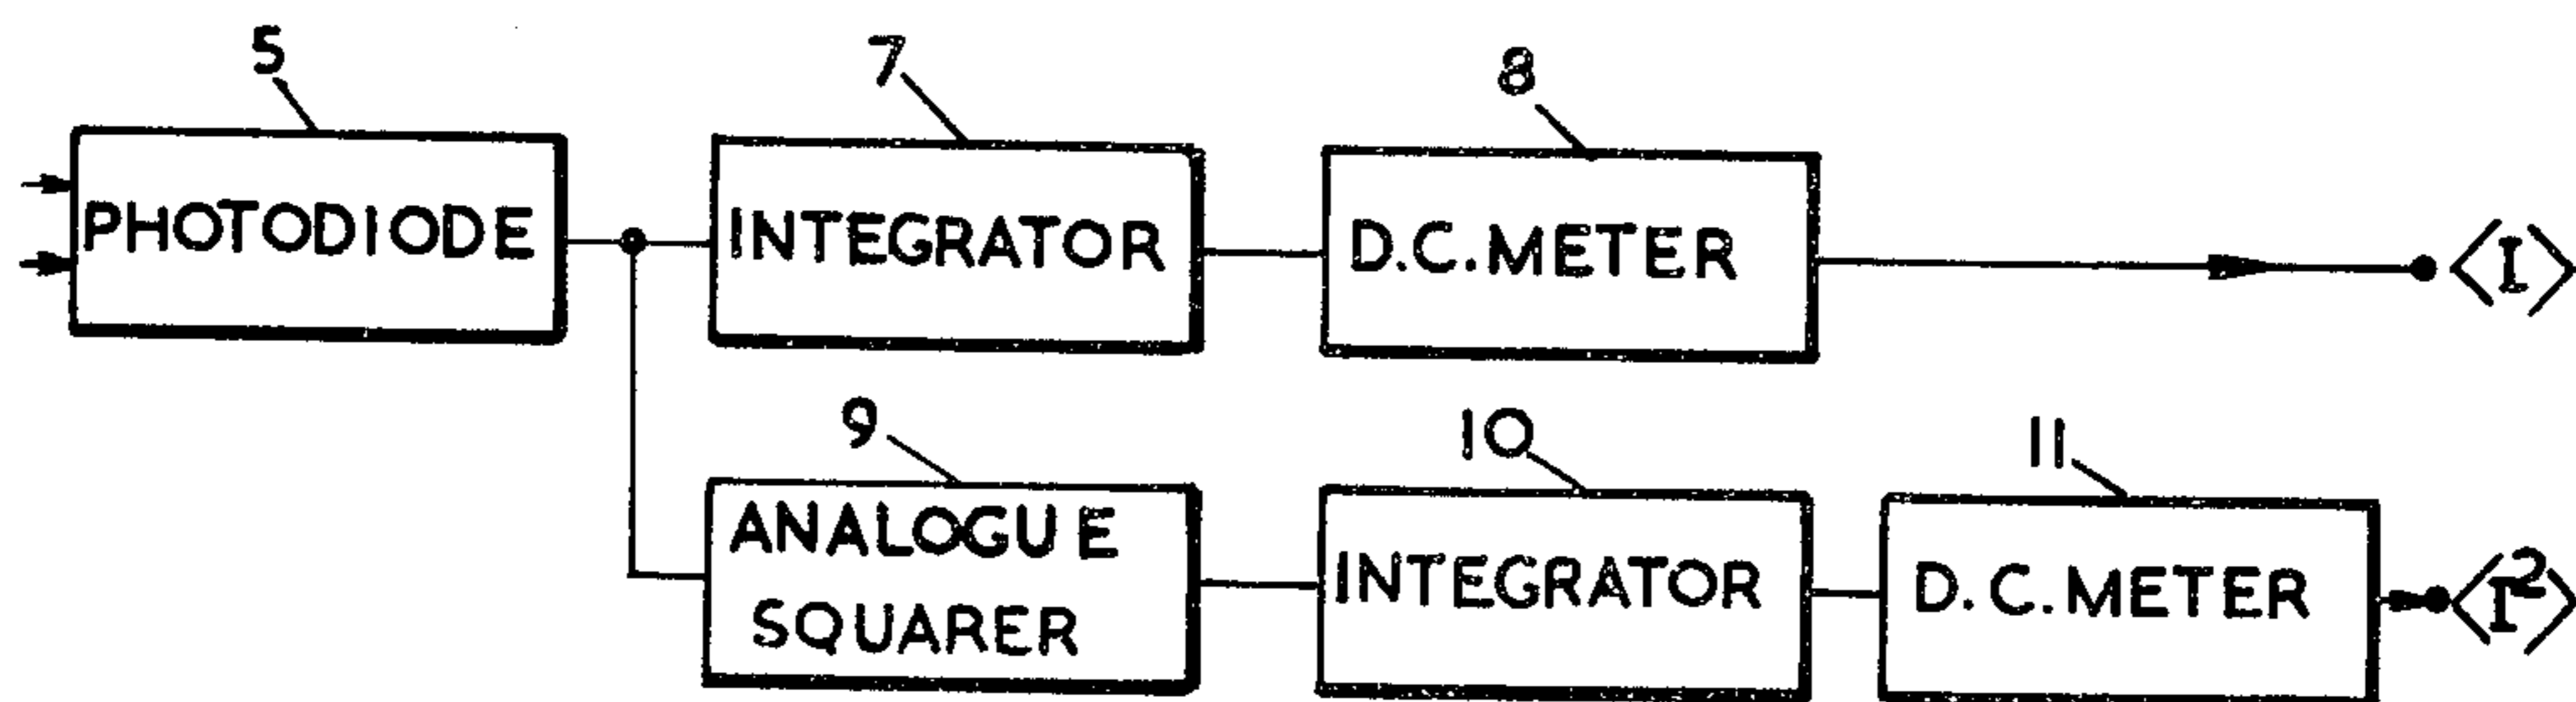 5
7
8
PHOTODIODE
INTEGRATOR
D.C. METER
<I>
9
10
11
ANALOGUE
SQUARER
INTEGRATOR
D.C. METER
<I²>